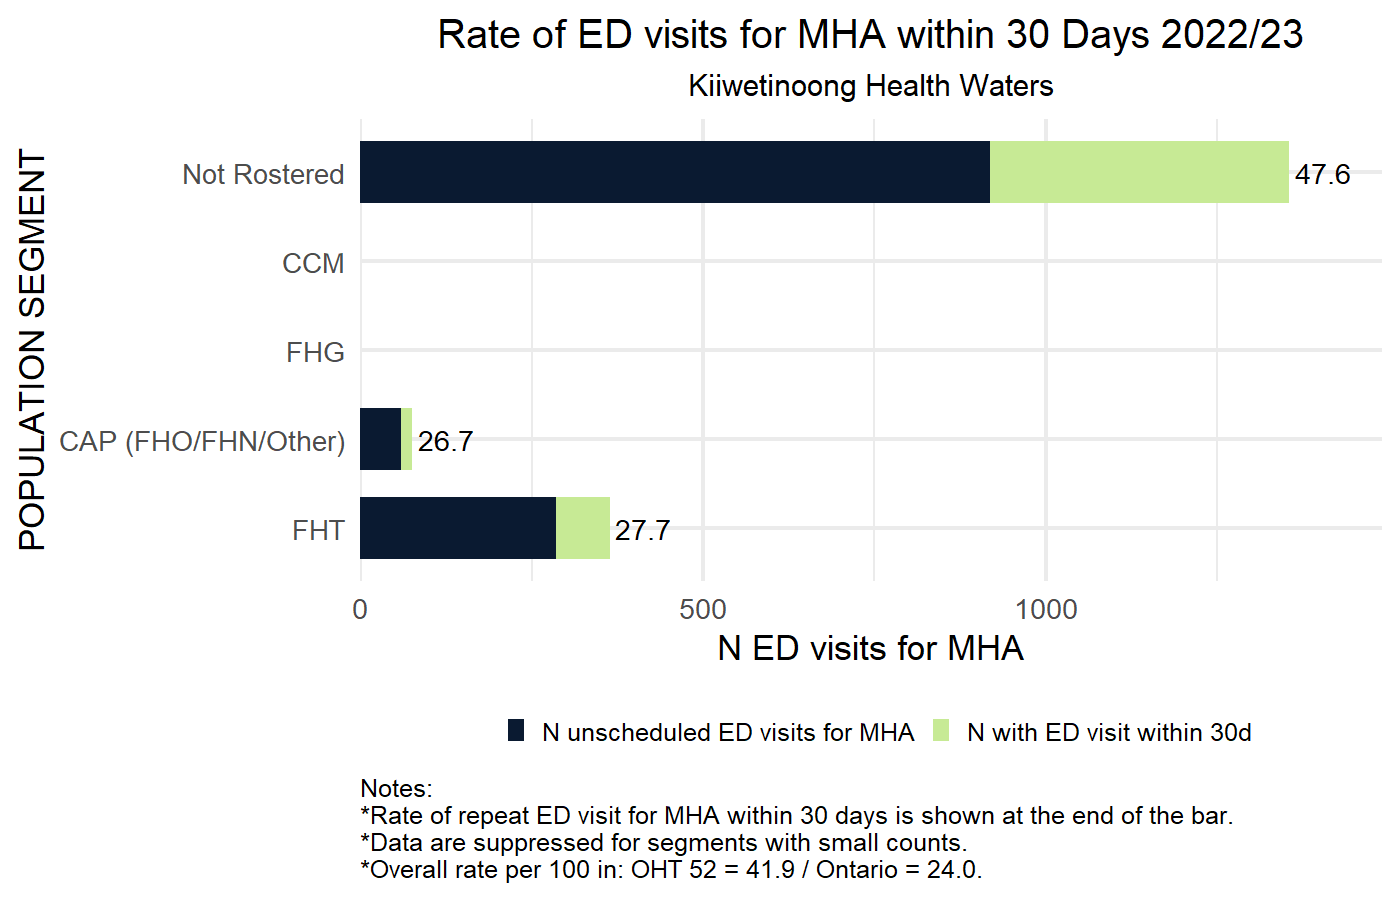 Rate of ED visits for MHA within 30 Days 2022/23
Kiiwetinoong Health Waters
POPULATION SEGMENT
Not Rostered
47.6
CCM
FHG
CAP (FHO/FHN/Other)
26.7
FHT
27.7
0 500 1000
N ED visits for MHA
N unscheduled ED visits for MHA N with ED visit within 30d
Notes:
*Rate of repeat ED visit for MHA within 30 days is shown at the end of the bar.
*Data are suppressed for segments with small counts.
*Overall rate per 100 in: OHT 52 = 41.9 / Ontario = 24.0.